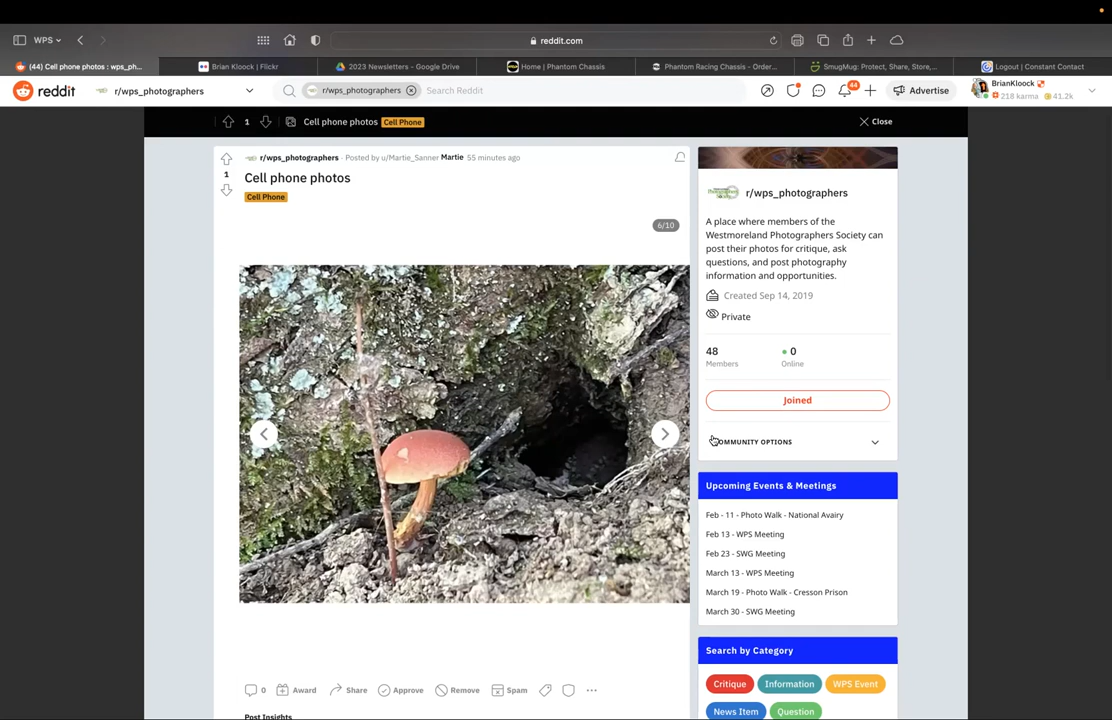 WPS
reddit.com
(44) Cell phone photos : wps_ph...
Brian Kloock | Flickr
2023 Newsletters - Google Drive
Home | Phantom Chassis
Phantom Racing Chassis - Order...
SmugMug: Protect, Share, Store,...
Logout | Constant Contact
reddit
r/wps_photographers
r/wps_photographers
Search Reddit
44
Advertise
BrianKloock
218 karma 41.2k
1
Cell phone photos Cell Phone
Close
r/wps_photographers · Posted by u/Martie_Sanner Martie 55 minutes ago
1
Cell phone photos
Cell Phone
6/10
0 Award Share Approve Remove Spam
Post Insights
r/wps_photographers
A place where members of the
Westmoreland Photographers Society can
post their photos for critique, ask
questions, and post photography
information and opportunities.
Created Sep 14, 2019
Private
48
Members
0
Online
Joined
OMMUNITY OPTIONS
Upcoming Events & Meetings
Feb - 11 - Photo Walk - National Avairy
Feb 13 - WPS Meeting
Feb 23 - SWG Meeting
March 13 - WPS Meeting
March 19 - Photo Walk - Cresson Prison
March 30 - SWG Meeting
Search by Category
Critique Information WPS Event
News Item Question